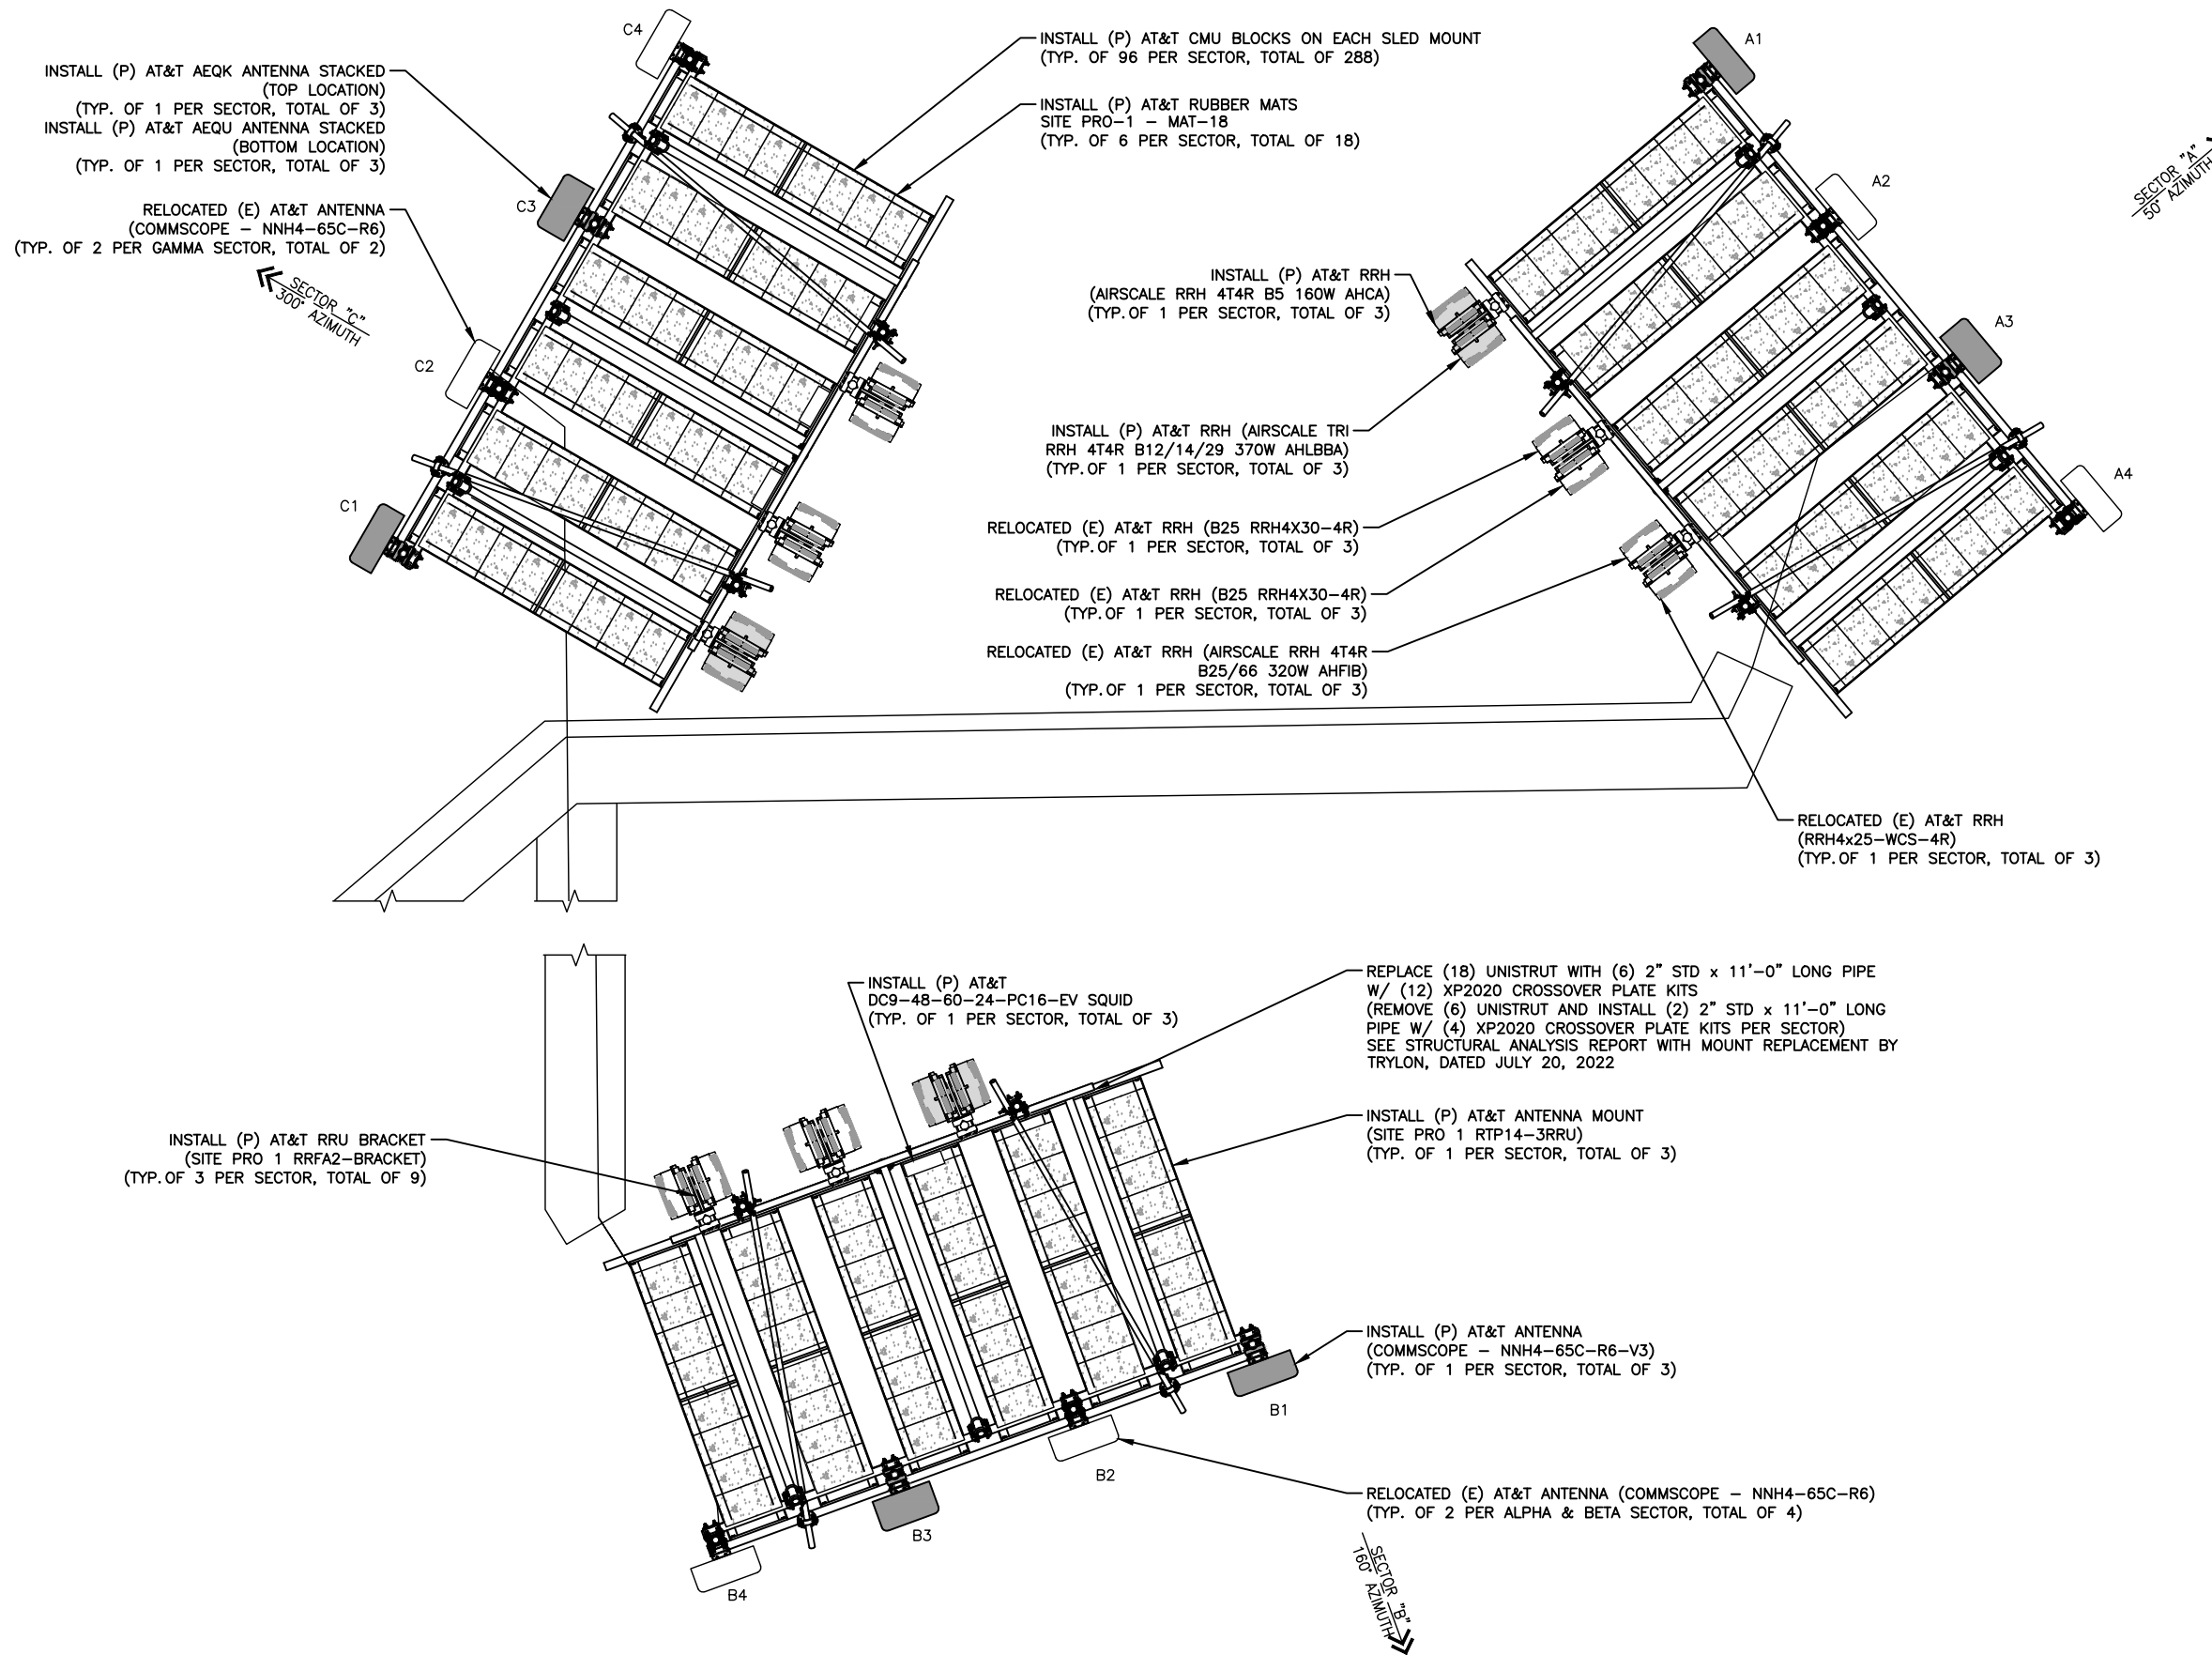 C4
INSTALL (P) AT&T AEQK ANTENNA STACKED
(TOP LOCATION)
(TYP. OF 1 PER SECTOR, TOTAL OF 3)
INSTALL (P) AT&T AEQU ANTENNA STACKED
(BOTTOM LOCATION)
(TYP. OF 1 PER SECTOR, TOTAL OF 3)
C3
RELOCATED (E) AT&T ANTENNA
(COMMSCOPE - NNH4-65C-R6)
(TYP. OF 2 PER GAMMA SECTOR, TOTAL OF 2)
SECTOR "C"
300° AZIMUTH
C2
C1
INSTALL (P) AT&T CMU BLOCKS ON EACH SLED MOUNT
(TYP. OF 96 PER SECTOR, TOTAL OF 288)
INSTALL (P) AT&T RUBBER MATS
SITE PRO-1 - MAT-18
(TYP. OF 6 PER SECTOR, TOTAL OF 18)
A1
A2
SECTOR "A"
50° AZIMUTH
A3
A4
INSTALL (P) AT&T RRH
(AIRSCALE RRH 4T4R B5 160W AHCA)
(TYP.OF 1 PER SECTOR, TOTAL OF 3)
INSTALL (P) AT&T RRH (AIRSCALE TRI
RRH 4T4R B12/14/29 370W AHLBBA)
(TYP.OF 1 PER SECTOR, TOTAL OF 3)
RELOCATED (E) AT&T RRH (B25 RRH4X30-4R)
(TYP.OF 1 PER SECTOR, TOTAL OF 3)
RELOCATED (E) AT&T RRH (B25 RRH4X30-4R)
(TYP.OF 1 PER SECTOR, TOTAL OF 3)
RELOCATED (E) AT&T RRH (AIRSCALE RRH 4T4R
B25/66 320W AHFIB)
(TYP.OF 1 PER SECTOR, TOTAL OF 3)
RELOCATED (E) AT&T RRH
(RRH4x25-WCS-4R)
(TYP.OF 1 PER SECTOR, TOTAL OF 3)
INSTALL (P) AT&T
DC9-48-60-24-PC16-EV SQUID
(TYP. OF 1 PER SECTOR, TOTAL OF 3)
REPLACE (18) UNISTRUT WITH (6) 2" STD x 11'-0" LONG PIPE
W/ (12) XP2020 CROSSOVER PLATE KITS
(REMOVE (6) UNISTRUT AND INSTALL (2) 2" STD x 11'-0" LONG
PIPE W/ (4) XP2020 CROSSOVER PLATE KITS PER SECTOR)
SEE STRUCTURAL ANALYSIS REPORT WITH MOUNT REPLACEMENT BY
TRYLON, DATED JULY 20, 2022
INSTALL (P) AT&T ANTENNA MOUNT
(SITE PRO 1 RTP14-3RRU)
(TYP. OF 1 PER SECTOR, TOTAL OF 3)
INSTALL (P) AT&T RRU BRACKET
(SITE PRO 1 RRFA2-BRACKET)
(TYP.OF 3 PER SECTOR, TOTAL OF 9)
INSTALL (P) AT&T ANTENNA
(COMMSCOPE - NNH4-65C-R6-V3)
(TYP. OF 1 PER SECTOR, TOTAL OF 3)
B1
B2
B3
B4
RELOCATED (E) AT&T ANTENNA (COMMSCOPE - NNH4-65C-R6)
(TYP. OF 2 PER ALPHA & BETA SECTOR, TOTAL OF 4)
SECTOR "B"
160° AZIMUTH